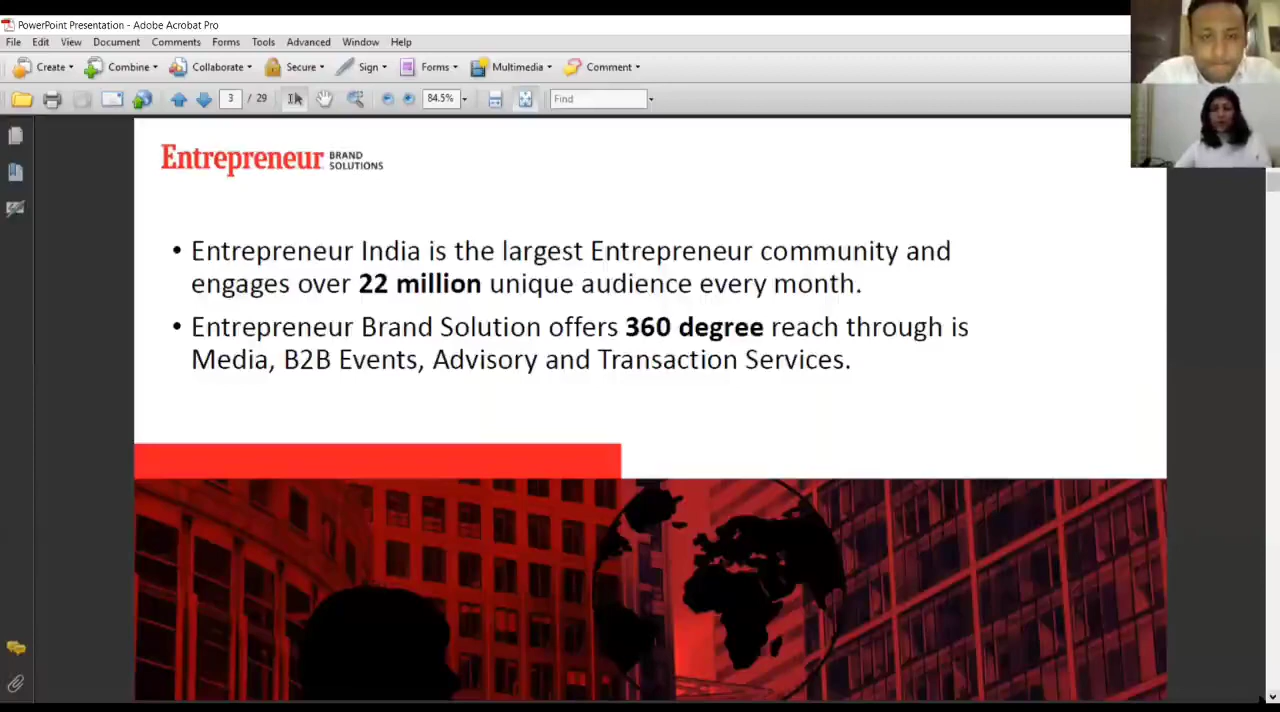 PowerPoint Presentation - Adobe Acrobat Pro
File Edit View Document Comments Forms Tools Advanced Window Help
Create Combine Collaborate Secure Sign Forms Multimedia Comment
3 / 29 84.5% Find
Entrepreneur BRAND
SOLUTIONS
• Entrepreneur India is the largest Entrepreneur community and
engages over 22 million unique audience every month.
• Entrepreneur Brand Solution offers 360 degree reach through is
Media, B2B Events, Advisory and Transaction Services.